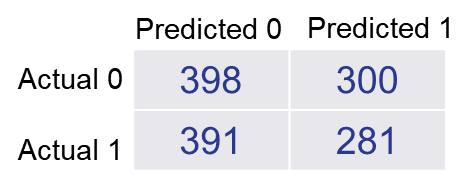 Predicted 0 Predicted 1
Actual 0 398 300
Actual 1 391 281